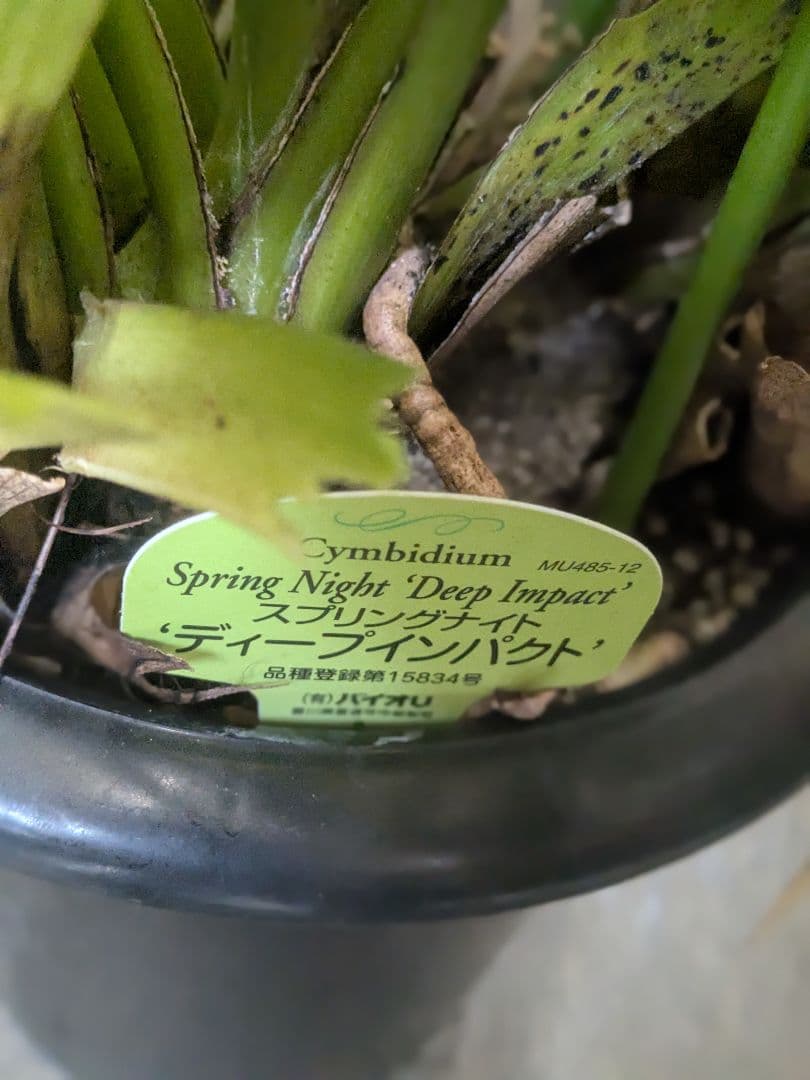 Cymbidium
MU485-12
Spring Night ‘Deep Impact’
スプリングナイト
‘ディープインパクト’
品種登録第15834号
(有)バイオU